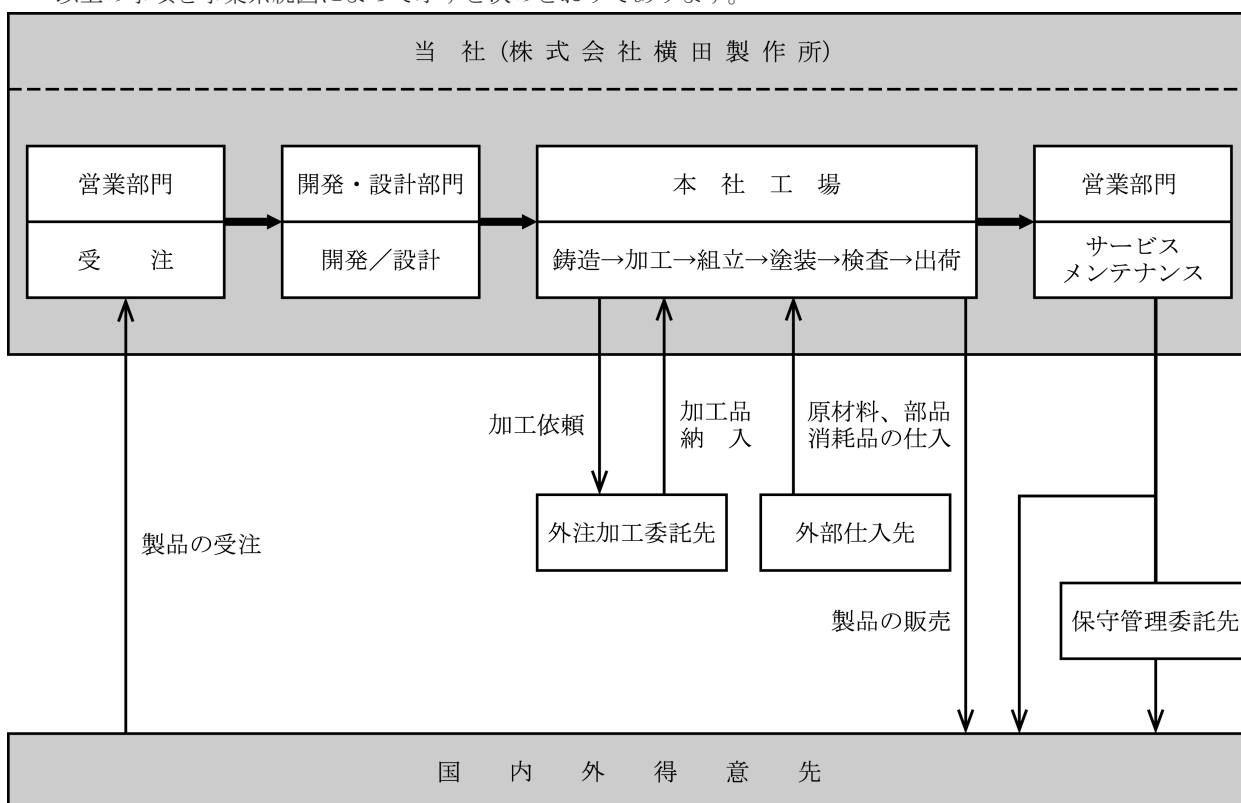 以上の事項を事業系統図によって示すと次のとおりであります。
当社(株式会社横田製作所)
営業部門
受注
開発・設計部門
開発／設計
本社工場
鋳造→加工→組立→塗装→検査→出荷
営業部門
サービス
メンテナンス
加工依頼
加工品
納入
原材料、部品
消耗品の仕入
外注加工委託先
外部仕入先
製品の受注
製品の販売
保守管理委託先
国内外得意先